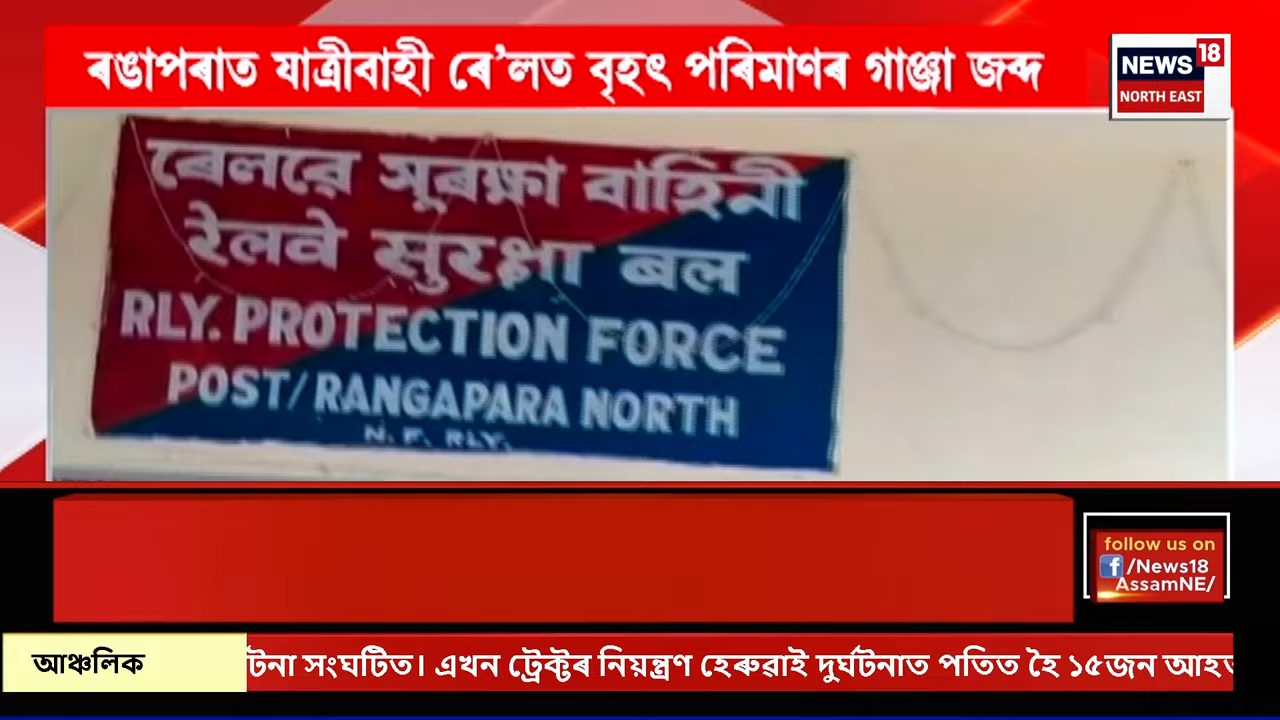 ৰঙাপৰাত যাত্ৰীবাহী ৰে'লত বৃহৎ পৰিমাণৰ গাঞ্জা জব্দ
NEWS 18
NORTH EAST
ৰেলৱে সুৰক্ষা বাহিনী
रेलवे सुरक्षा बल
RLY. PROTECTION FORCE
POST/RANGAPARA NORTH
N. F. RLY.
follow us on
f/News18
AssamNE/
আঞ্চলিক
টনা সংঘটিত। এখন ট্ৰেক্টৰ নিয়ন্ত্ৰণ হেৰুৱাই দুৰ্ঘটনাত পতিত হৈ ১৫জন